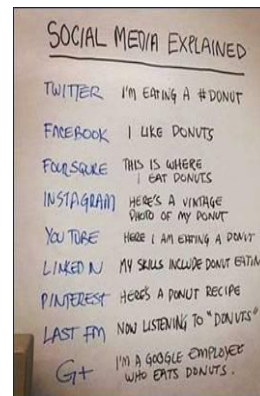 SOCIAL MEDIA EXPLAINED
TWITTER I'M EATING A #DONUT
FACEBOOK I LIKE DONUTS
FOURSQURE THIS IS WHERE
I EAT DONUTS
INSTAGRAM HERE'S A VINTAGE
PHOTO OF MY DONUT
YOU TUBE HERE I AM EATING A DONUT
LINKED IN MY SKILLS INCLUDE DONUT EATIN
PINTEREST HERE'S A DONUT RECIPE
LAST FM NOW LISTENING TO "DONUTS"
G+ I'M A GOOGLE EMPLOYEE
WHO EATS DONUTS.